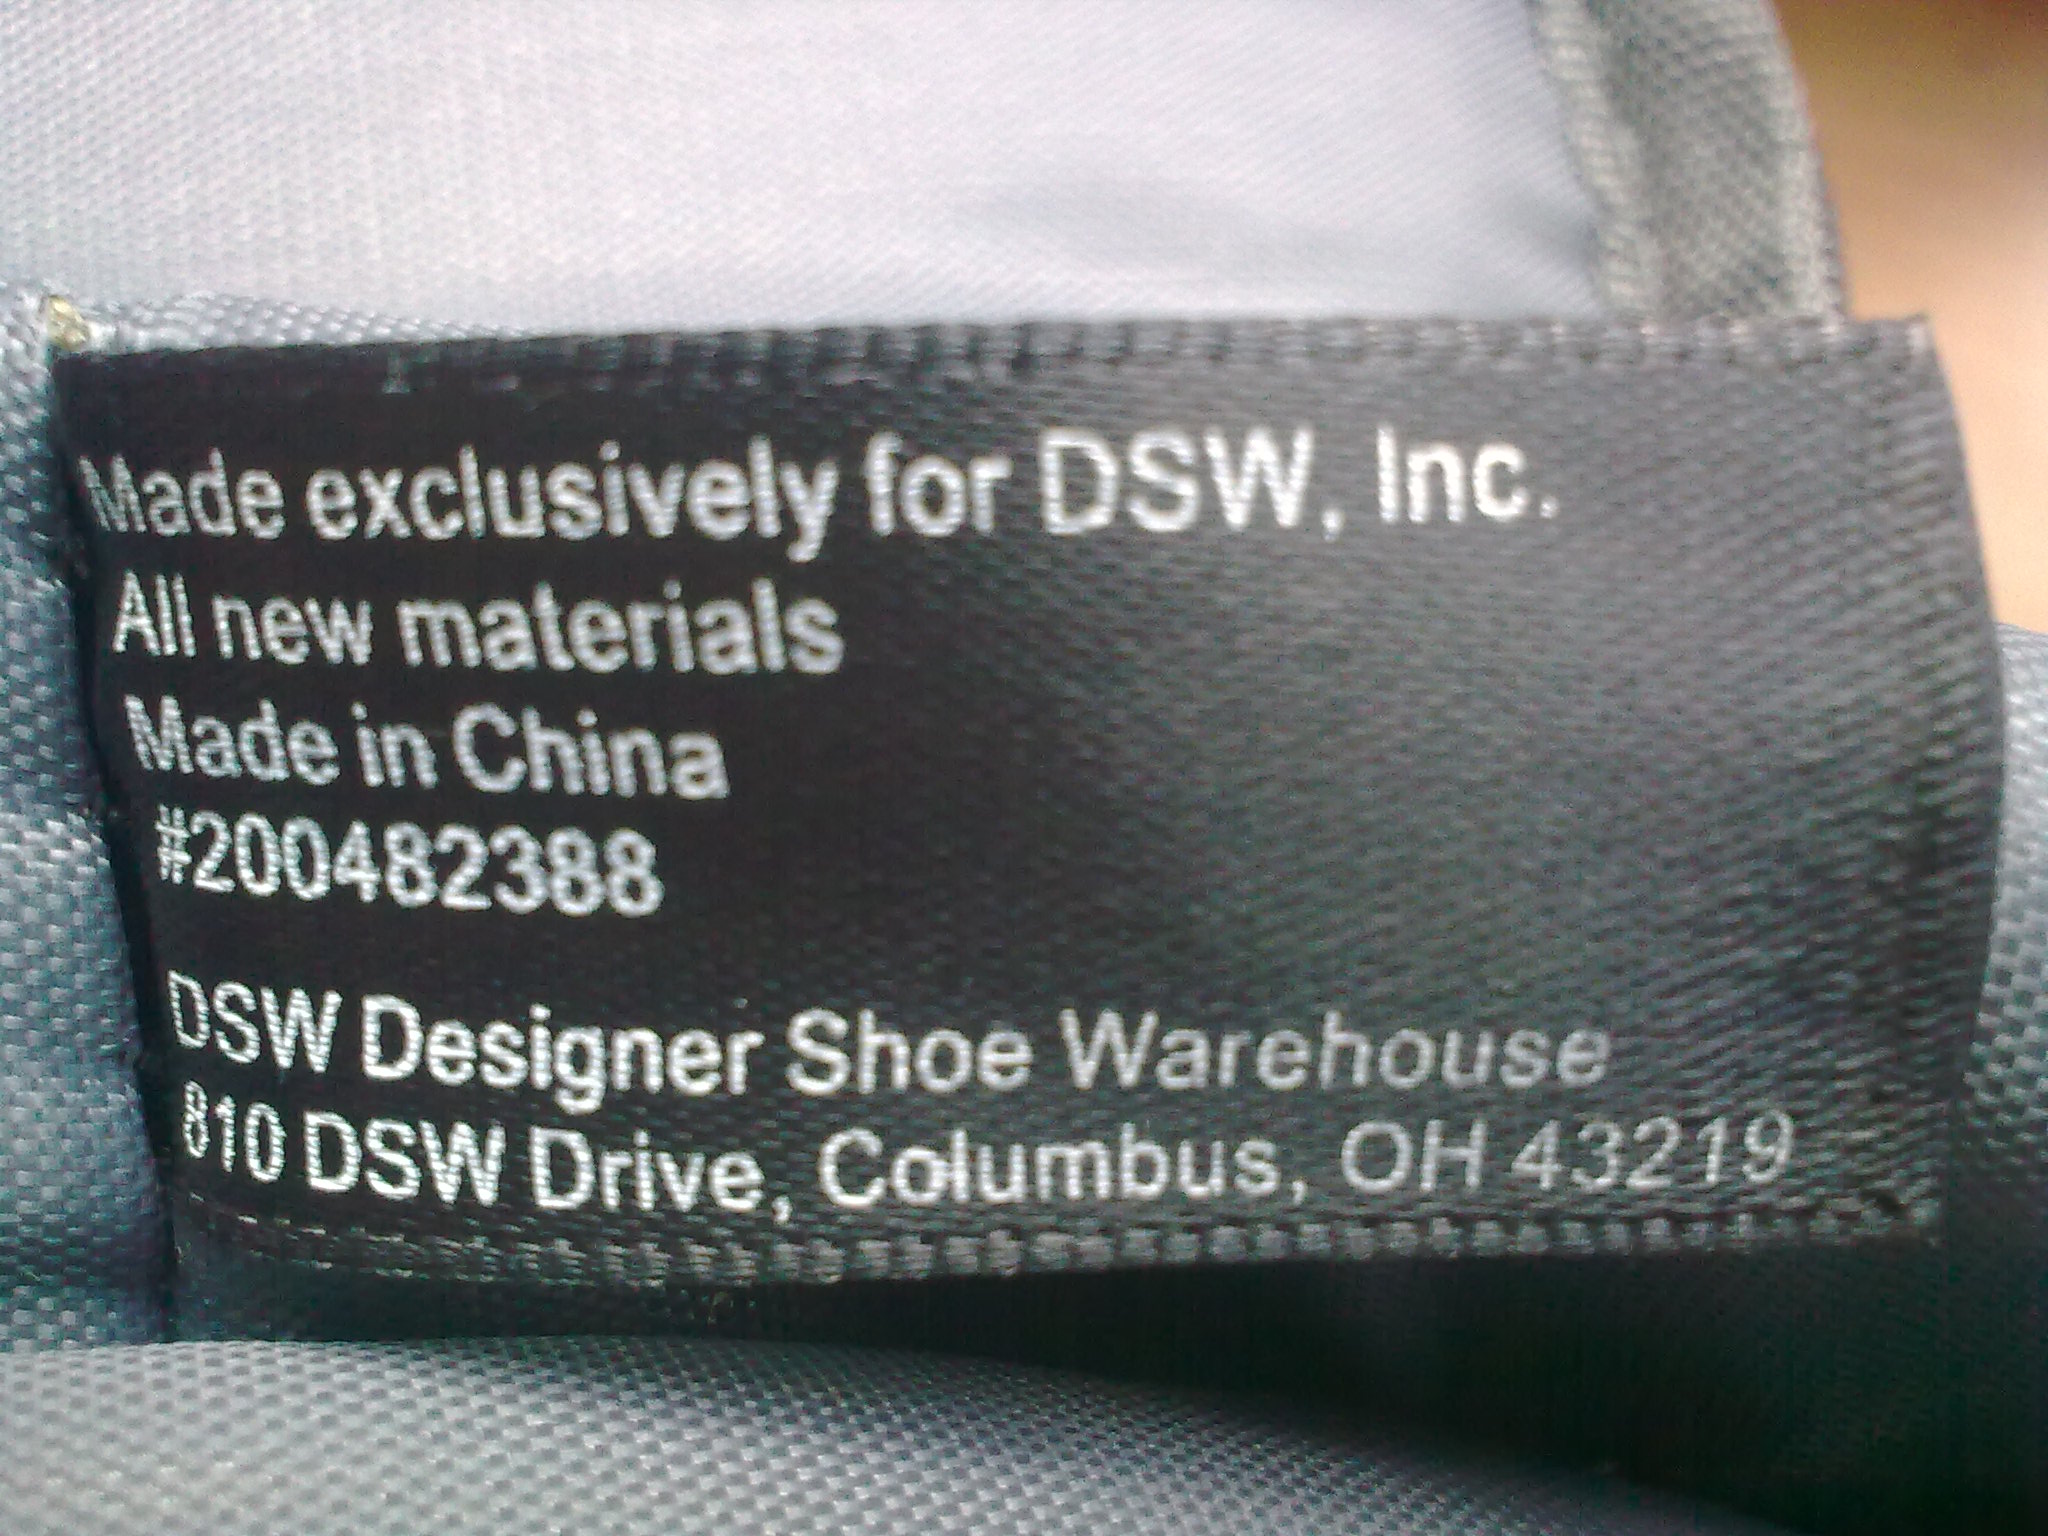 Made exclusively for DSW, Inc.
All new materials
Made in China
#200482388
DSW Designer Shoe Warehouse
810 DSW Drive, Columbus, OH 43219